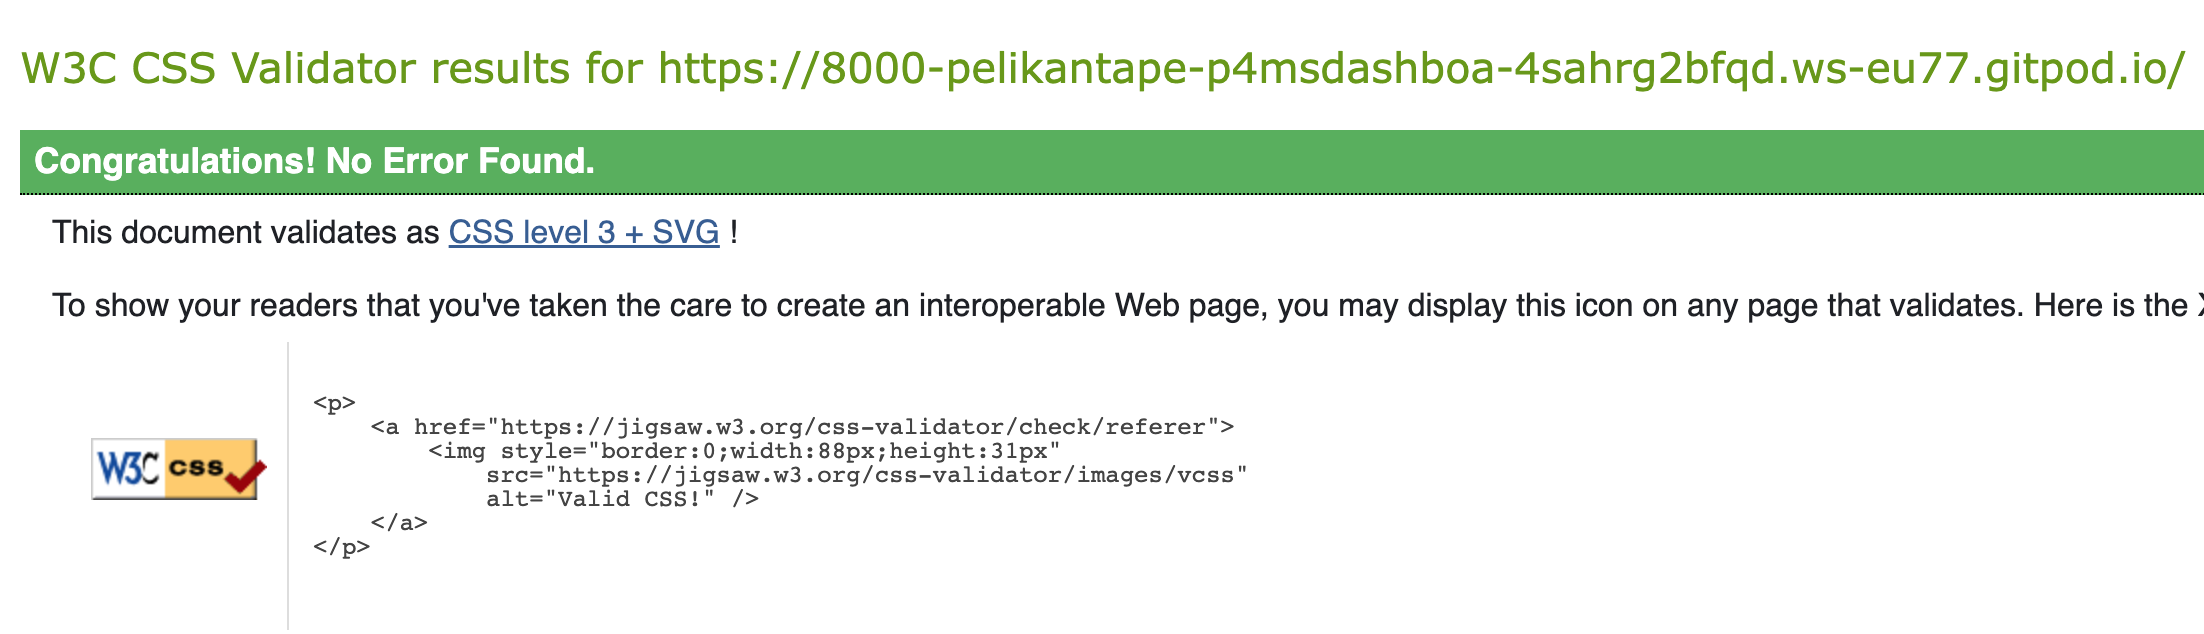 W3C CSS Validator results for https://8000-pelikantape-p4msdashboa-4sahrg2bfqd.ws-eu77.gitpod.io/
Congratulations! No Error Found.
This document validates as CSS level 3 + SVG !
To show your readers that you've taken the care to create an interoperable Web page, you may display this icon on any page that validates. Here is the
<p>
<a href="https://jigsaw.w3.org/css-validator/check/referer">
<img style="border:0;width:88px;height:31px"
src="https://jigsaw.w3.org/css-validator/images/vcss"
alt="Valid CSS!" />
</a>
</p>
W3C css